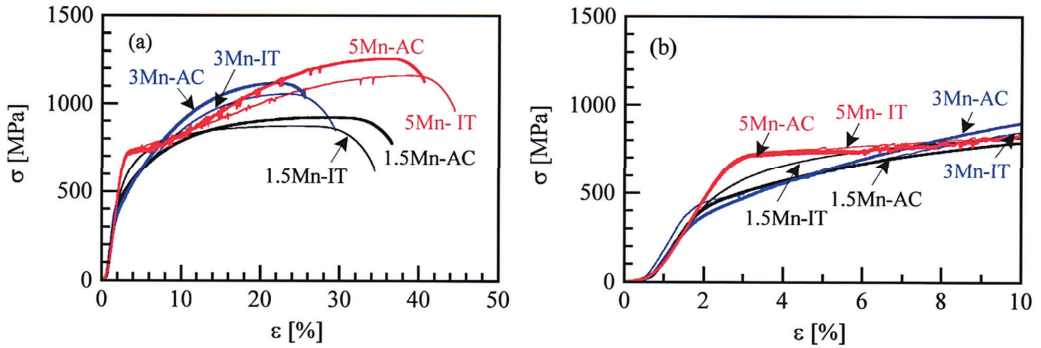 1500
(a)
5Mn-AC
3Mn-IT
3Mn-AC
1000
5Mn- IT
1.5Mn-AC
1.5Mn-IT
500
0
0 10 20 30 40 50
σ [MPa]
ε [%]
1500
(b)
1000
3Mn-AC
5Mn- IT
5Mn-AC
3Mn-IT
1.5Mn-AC
1.5Mn-IT
500
0
0 2 4 6 8 10
σ [MPa]
ε [%]